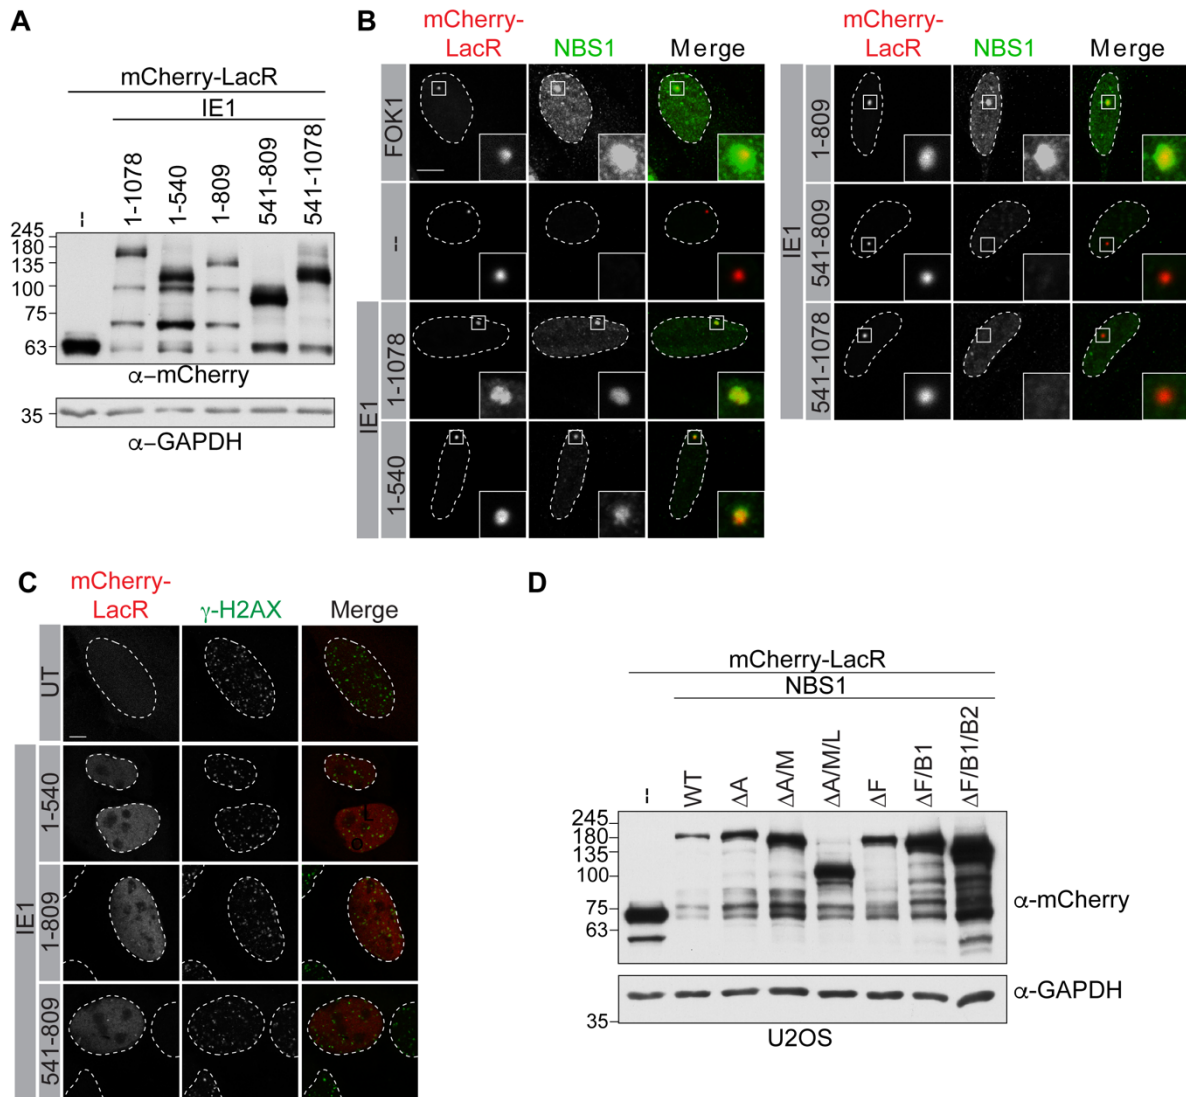 A
mCherry-LacR
IE1
--
1-1078
1-540
1-809
541-809
541-1078
245
180
135
100
75
63
α-mCherry
35
α-GAPDH
B
mCherry-
LacR
NBS1
Merge
FOK1
--
IE1
1-1078
1-540
mCherry-
LacR
NBS1
Merge
IE1
1-809
541-809
541-1078
C
mCherry-
LacR
γ-H2AX
Merge
UT
IE1
1-540
1-809
541-809
D
mCherry-LacR
NBS1
--
WT
ΔA
ΔA/M
ΔA/M/L
ΔF
ΔF/B1
ΔF/B1/B2
245
180
135
100
75
63
α-mCherry
α-GAPDH
35
U2OS